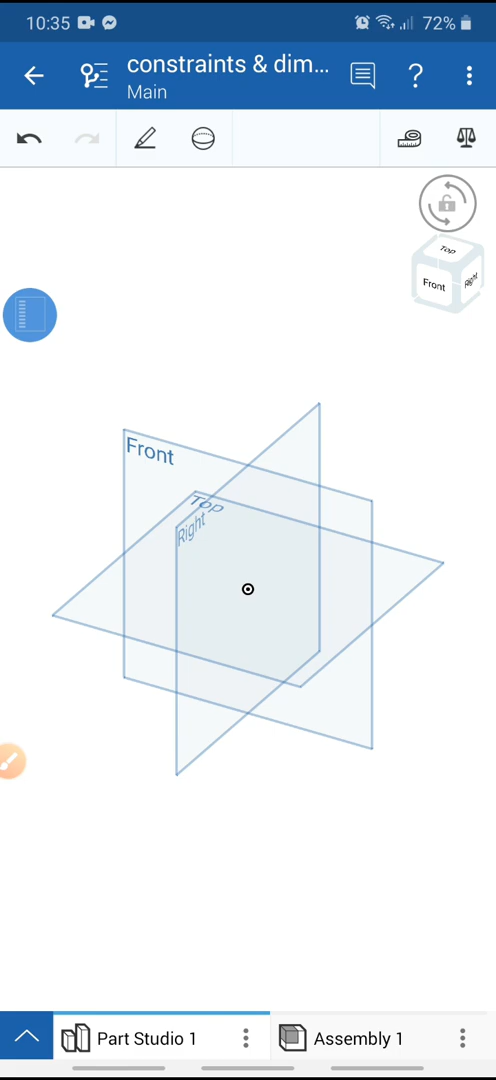 10:35 72%
constraints & dim...
Main
Top
Front
Right
Front
Top
Right
Part Studio 1
Assembly 1